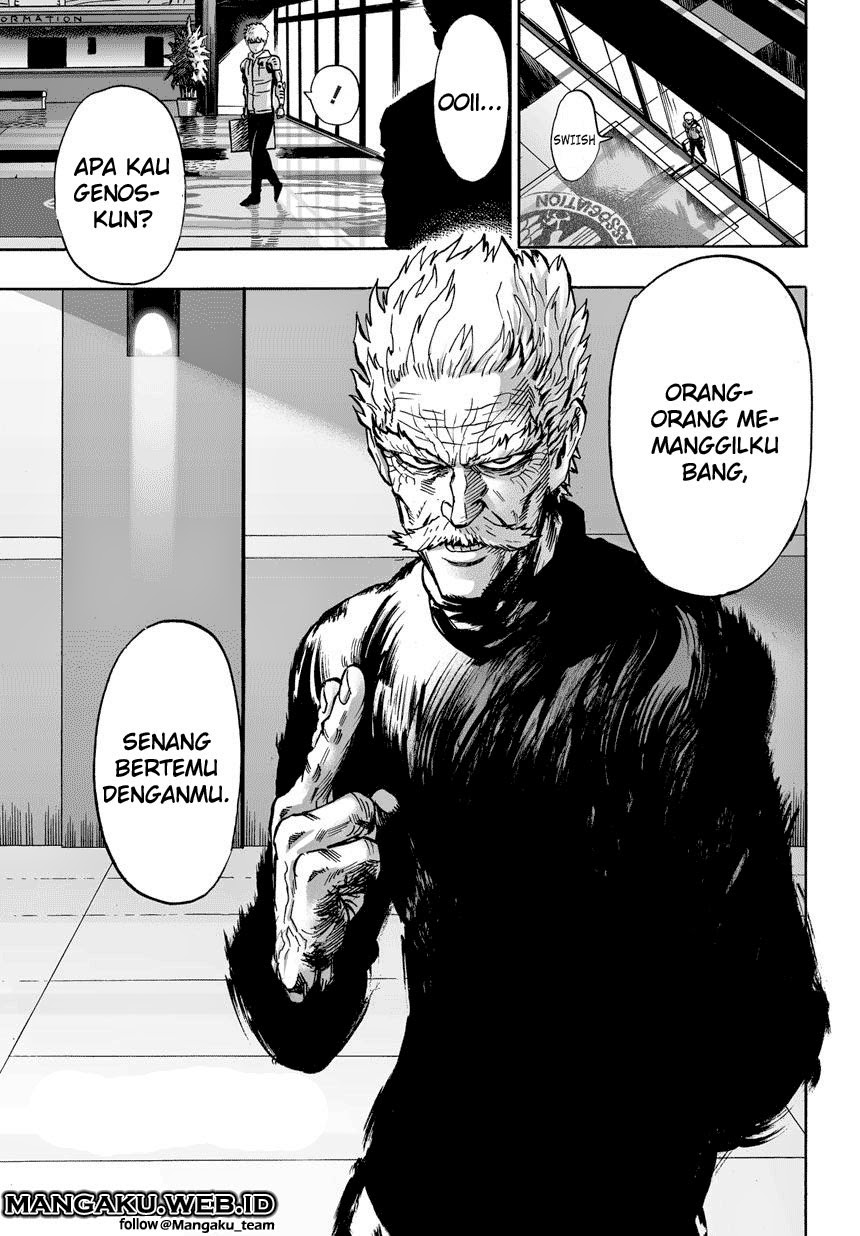 SWIISH
ASSOCIATION
OOII...
!
FORMATION
APA KAU
GENOS-
KUN?
ORANG-
ORANG ME-
MANGGILKU
BANG,
SENANG
BERTEMU
DENGANMU.
MANGAKU.WEB.ID
follow @Mangaku_team